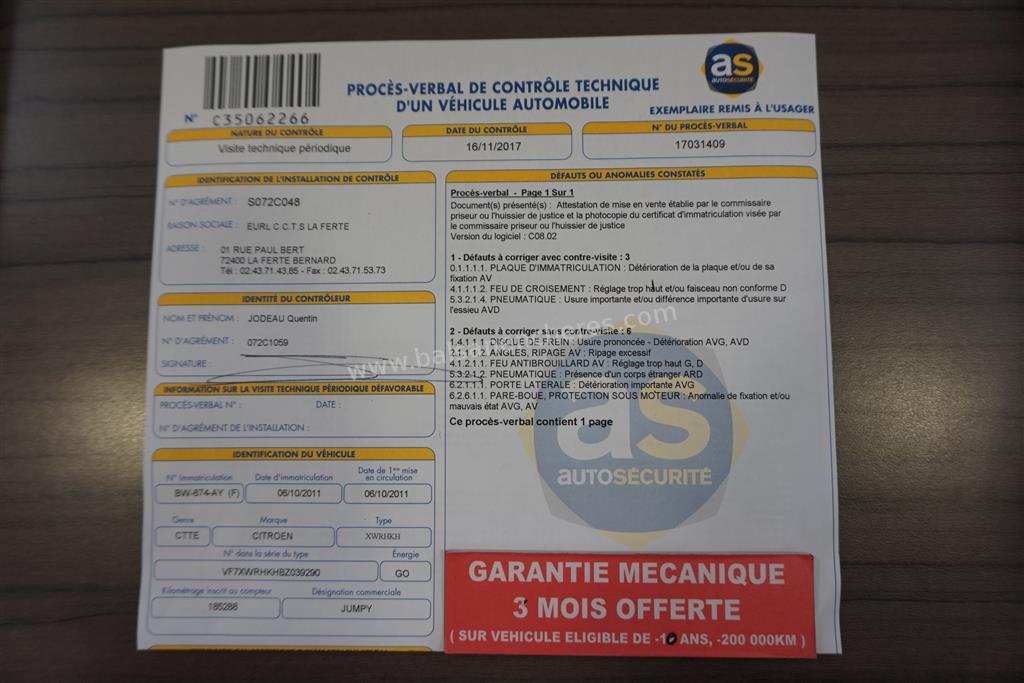 as
AUTOSÉCURITÉ
PROCÈS-VERBAL DE CONTRÔLE TECHNIQUE
D'UN VÉHICULE AUTOMOBILE
EXEMPLAIRE REMIS À L'USAGER
N° C35062266
NATURE DU CONTRÔLE
Visite technique périodique
DATE DU CONTRÔLE
16/11/2017
N° DU PROCÈS-VERBAL
17031409
IDENTIFICATION DE L'INSTALLATION DE CONTRÔLE
N° D'AGRÉMENT : S072C048
RAISON SOCIALE : EURL C.C.T.S LA FERTE
ADRESSE : 01 RUE PAUL BERT
72400 LA FERTE BERNARD
Tél : 02.43.71.43.85 - Fax : 02.43.71.53.73
IDENTITÉ DU CONTRÔLEUR
NOM ET PRÉNOM : JODEAU Quentin
N° D'AGRÉMENT : 072C1059
SIGNATURE :
INFORMATION SUR LA VISITE TECHNIQUE PÉRIODIQUE DÉFAVORABLE
PROCÈS-VERBAL N° : DATE :
N° D'AGRÉMENT DE L'INSTALLATION :
IDENTIFICATION DU VÉHICULE
N° Immatriculation Date d'immatriculation Date de 1ère mise
en circulation
BW-874-AY (F) 06/10/2011 06/10/2011
Genre Marque Type
CTTE CITROEN XWRHKH
N° dans la série du type Énergie
VF7XWRHKHBZ039290 GO
Kilométrage inscrit au compteur Désignation commerciale
185288 JUMPY
DÉFAUTS OU ANOMALIES CONSTATÉS
Procès-verbal - Page 1 Sur 1
Document(s) présenté(s) : Attestation de mise en vente établie par le commissaire
priseur ou l'huissier de justice et la photocopie du certificat d'immatriculation visée par
le commissaire priseur ou l'huissier de justice
Version du logiciel : C08.02
1 - Défauts à corriger avec contre-visite : 3
0.1.1.1.1. PLAQUE D'IMMATRICULATION : Détérioration de la plaque et/ou de sa
fixation AV
4.1.1.1.2. FEU DE CROISEMENT : Réglage trop haut et/ou faisceau non conforme D
5.3.2.1.4. PNEUMATIQUE : Usure importante et/ou différence importante d'usure sur
l'essieu AVD
2 - Défauts à corriger sans contre-visite : 6
1.4.1.1.1. DISQUE DE FREIN : Usure prononcée - Détérioration AVG, AVD
2.1.1.1.2. ANGLES, RIPAGE AV : Ripage excessif
4.1.2.1.1. FEU ANTIBROUILLARD AV : Réglage trop haut G, D
5.3.2.1.2. PNEUMATIQUE : Présence d'un corps étranger ARD
6.2.1.1.1. PORTE LATERALE : Détérioration importante AVG
6.2.6.1.1. PARE-BOUE, PROTECTION SOUS MOTEUR : Anomalie de fixation et/ou
mauvais état AVG, AV
Ce procès-verbal contient 1 page
as
AUTOSÉCURITÉ
GARANTIE MECANIQUE
3 MOIS OFFERTE
( SUR VEHICULE ELIGIBLE DE -10 ANS, -200 000KM )